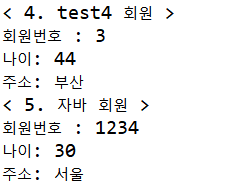 < 4. test4 회원 >
회원번호 : 3
나이: 44
주소: 부산
< 5. 자바 회원 >
회원번호 : 1234
나이: 30
주소: 서울